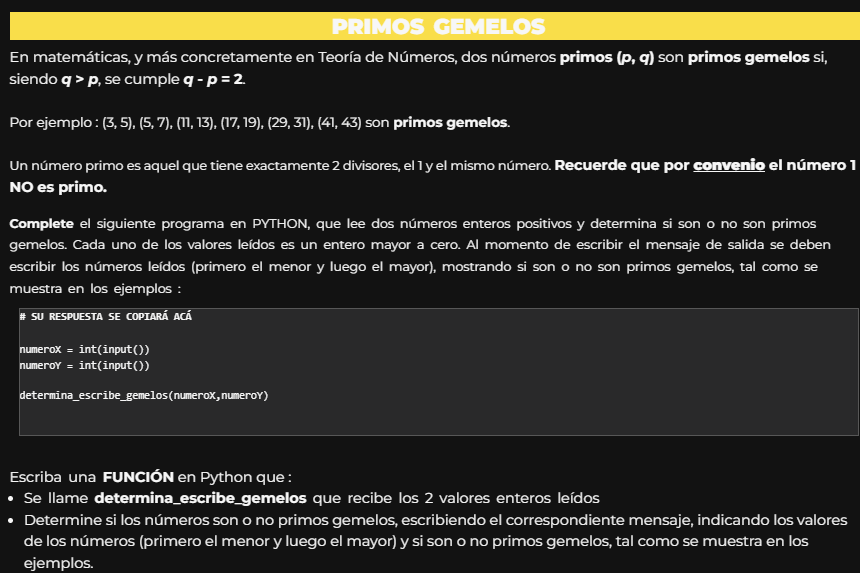 PRIMOS GEMELOS
En matemáticas, y más concretamente en Teoría de Números, dos números primos (p, q) son primos gemelos si,
siendo q > p, se cumple q - p = 2.
Por ejemplo : (3, 5), (5, 7), (11, 13), (17, 19), (29, 31), (41, 43) son primos gemelos.
Un número primo es aquel que tiene exactamente 2 divisores, el 1 y el mismo número. Recuerde que por convenio el número 1
NO es primo.
Complete el siguiente programa en PYTHON, que lee dos números enteros positivos y determina si son o no son primos
gemelos. Cada uno de los valores leídos es un entero mayor a cero. Al momento de escribir el mensaje de salida se deben
escribir los números leídos (primero el menor y luego el mayor), mostrando si son o no son primos gemelos, tal como se
muestra en los ejemplos :
# SU RESPUESTA SE COPIARÁ ACÁ
numeroX = int(input())
numeroY = int(input())
determina_escribe_gemelos(numeroX,numeroY)
Escriba una FUNCIÓN en Python que :
• Se llame determina_escribe_gemelos que recibe los 2 valores enteros leídos
• Determine si los números son o no primos gemelos, escribiendo el correspondiente mensaje, indicando los valores
de los números (primero el menor y luego el mayor) y si son o no primos gemelos, tal como se muestra en los
ejemplos.